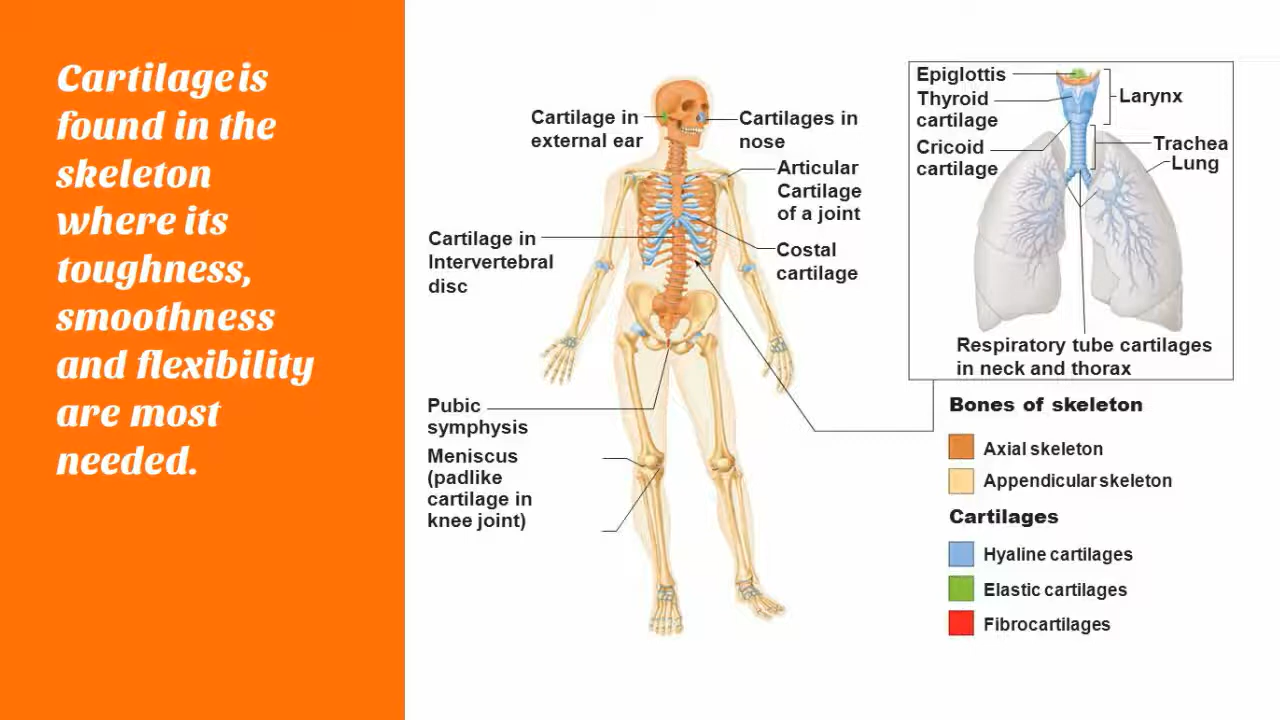 Cartilage is
found in the
skeleton
where its
toughness,
smoothness
and flexibility
are most
needed.
Cartilage in
external ear
Cartilages in
nose
Articular
Cartilage
of a joint
Cartilage in
Intervertebral
disc
Costal
cartilage
Pubic
symphysis
Meniscus
(padlike
cartilage in
knee joint)
Epiglottis
Thyroid
cartilage
Cricoid
cartilage
Larynx
Trachea
Lung
Respiratory tube cartilages
in neck and thorax
Bones of skeleton
Axial skeleton
Appendicular skeleton
Cartilages
Hyaline cartilages
Elastic cartilages
Fibrocartilages